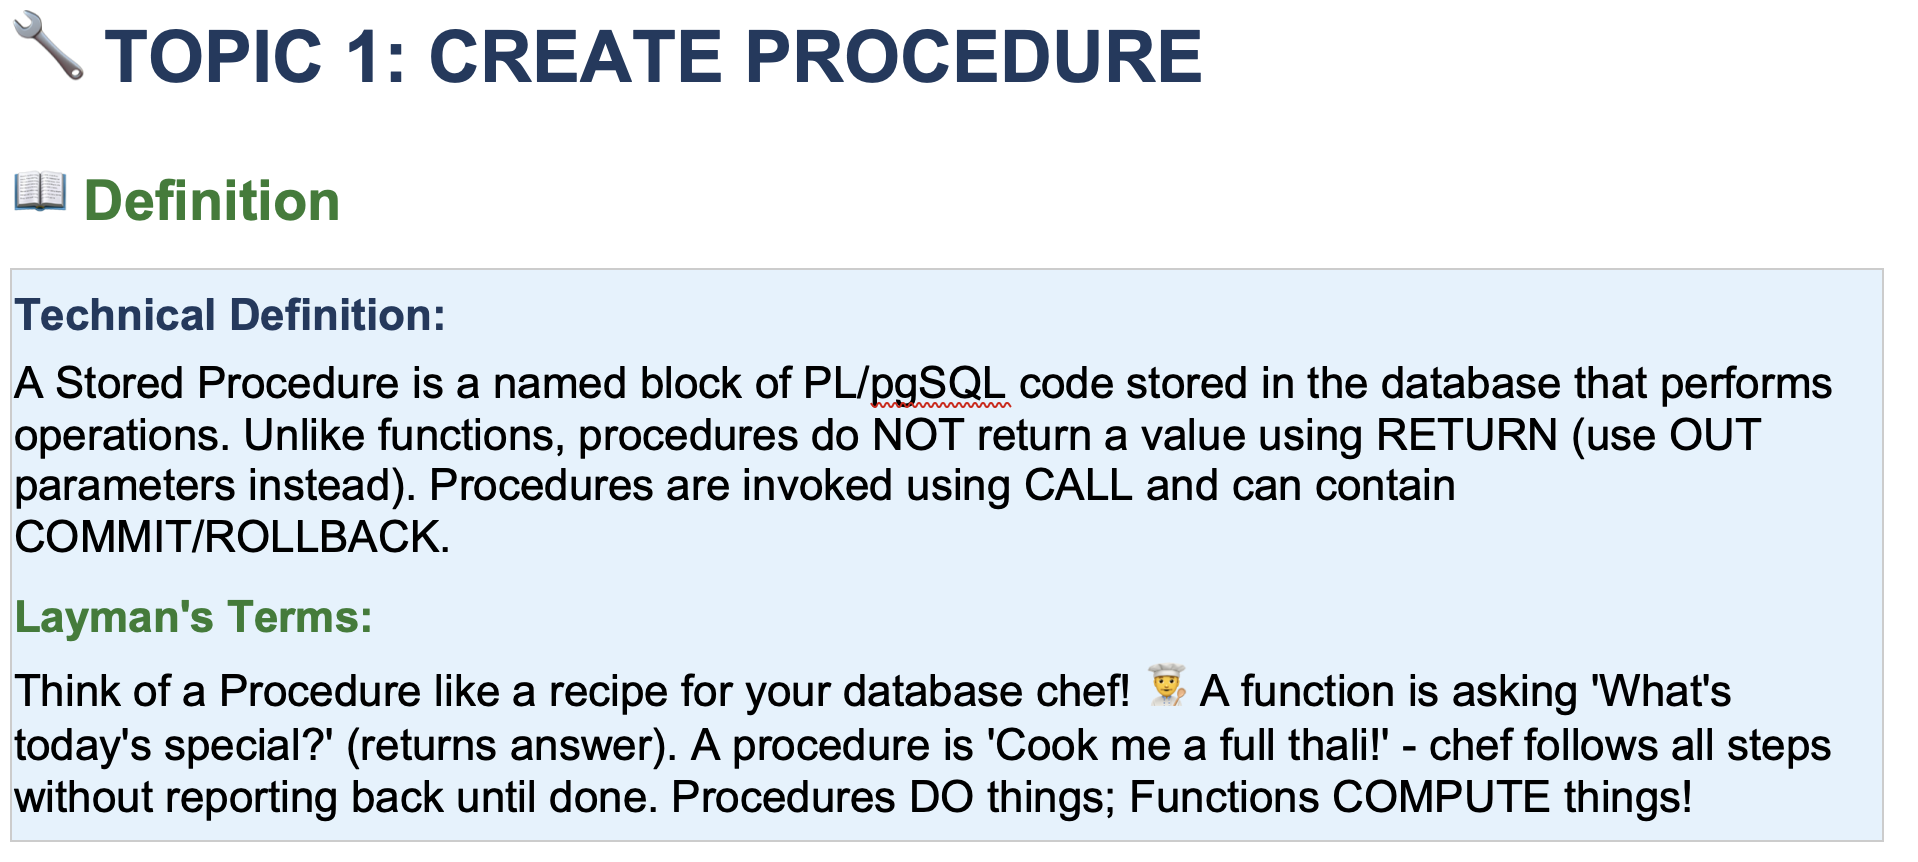 🔧 TOPIC 1: CREATE PROCEDURE
📖 Definition
Technical Definition:
A Stored Procedure is a named block of PL/pgSQL code stored in the database that performs
operations. Unlike functions, procedures do NOT return a value using RETURN (use OUT
parameters instead). Procedures are invoked using CALL and can contain
COMMIT/ROLLBACK.
Layman's Terms:
Think of a Procedure like a recipe for your database chef! 👨‍🍳 A function is asking 'What's
today's special?' (returns answer). A procedure is 'Cook me a full thali!' - chef follows all steps
without reporting back until done. Procedures DO things; Functions COMPUTE things!